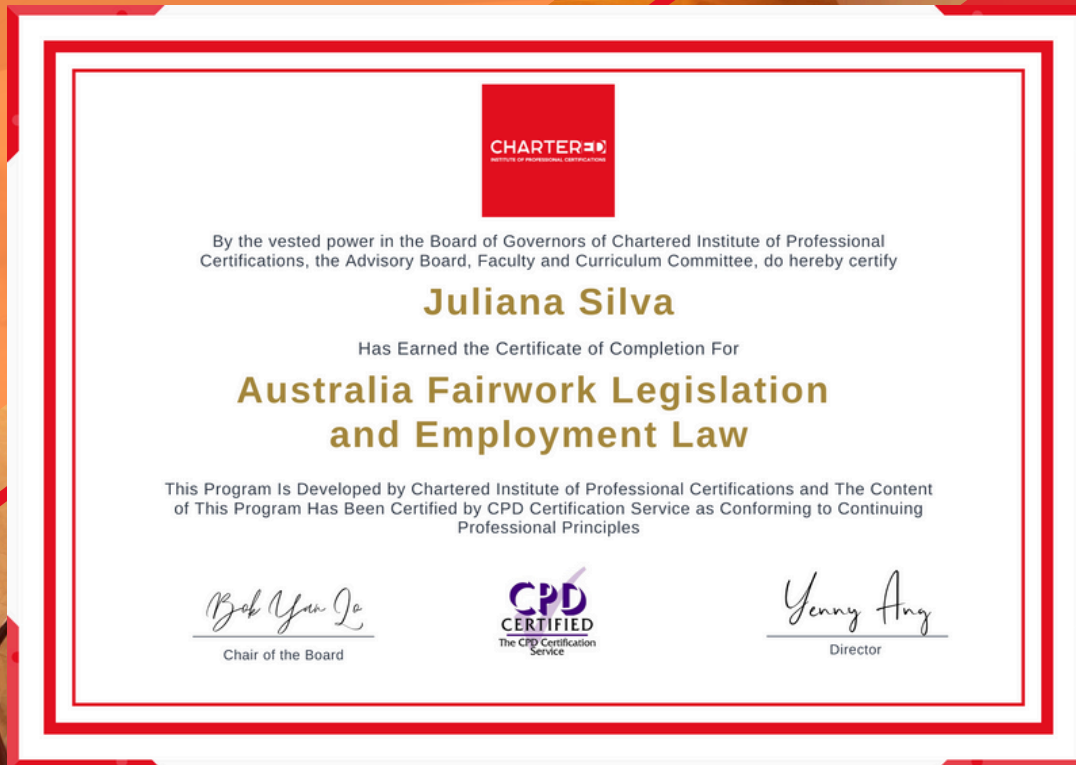 CHARTERED
INSTITUTE OF PROFESSIONAL CERTIFICATIONS
By the vested power in the Board of Governors of Chartered Institute of Professional
Certifications, the Advisory Board, Faculty and Curriculum Committee, do hereby certify
Juliana Silva
Has Earned the Certificate of Completion For
Australia Fairwork Legislation
and Employment Law
This Program Is Developed by Chartered Institute of Professional Certifications and The Content
of This Program Has Been Certified by CPD Certification Service as Conforming to Continuing
Professional Principles
Bok Yan Lo
Chair of the Board
CPD
CERTIFIED
The CPD Certification
Service
Yenny Ang
Director